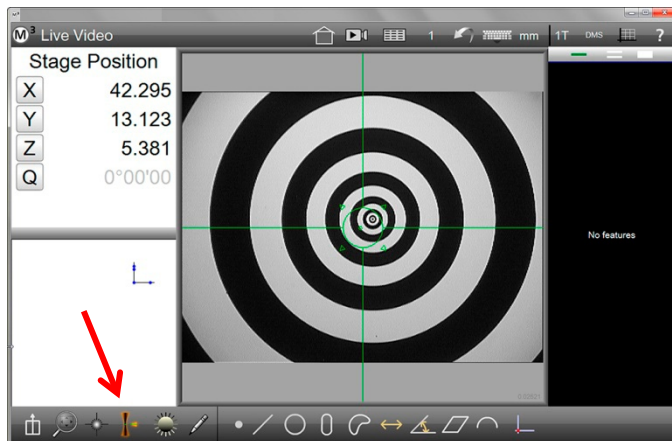 M³ Live Video
1
mm
1T
DMS
?
Stage Position
X 42.295
Y 13.123
Z 5.381
Q 0°00'00
No features